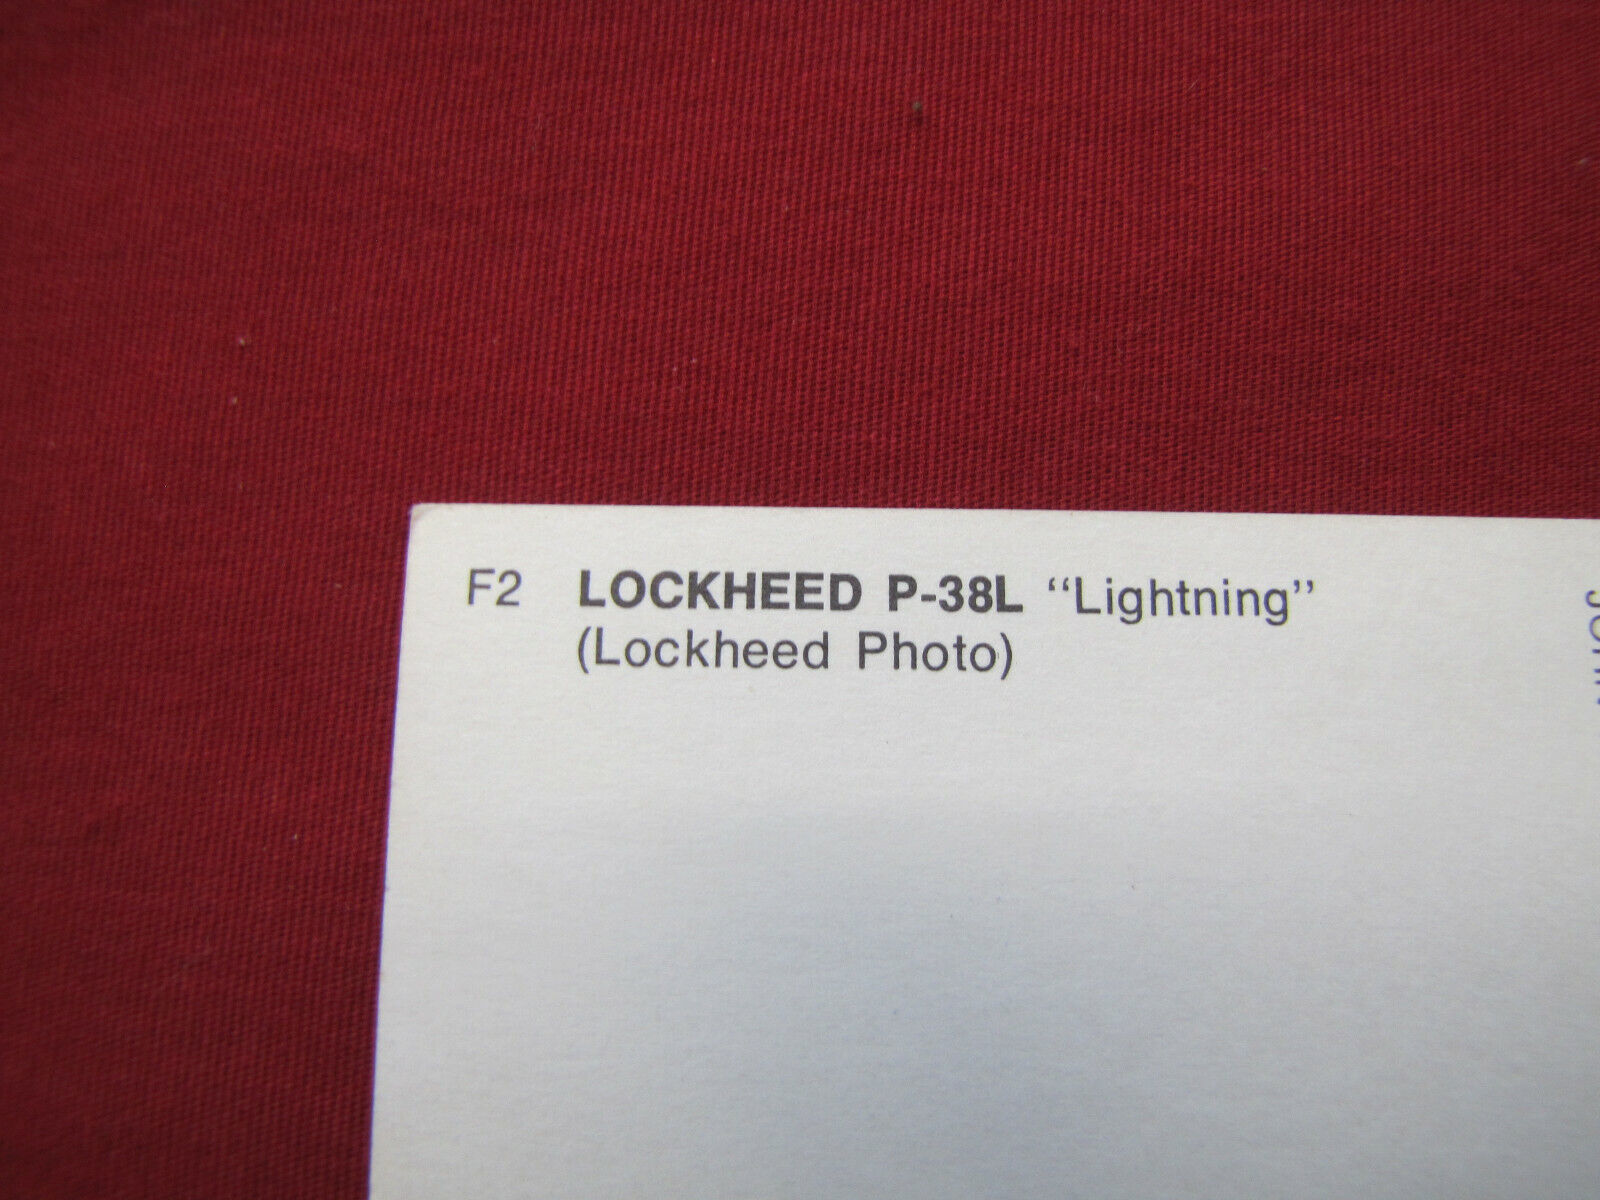 F2 LOCKHEED P-38L "Lightning"
(Lockheed Photo)